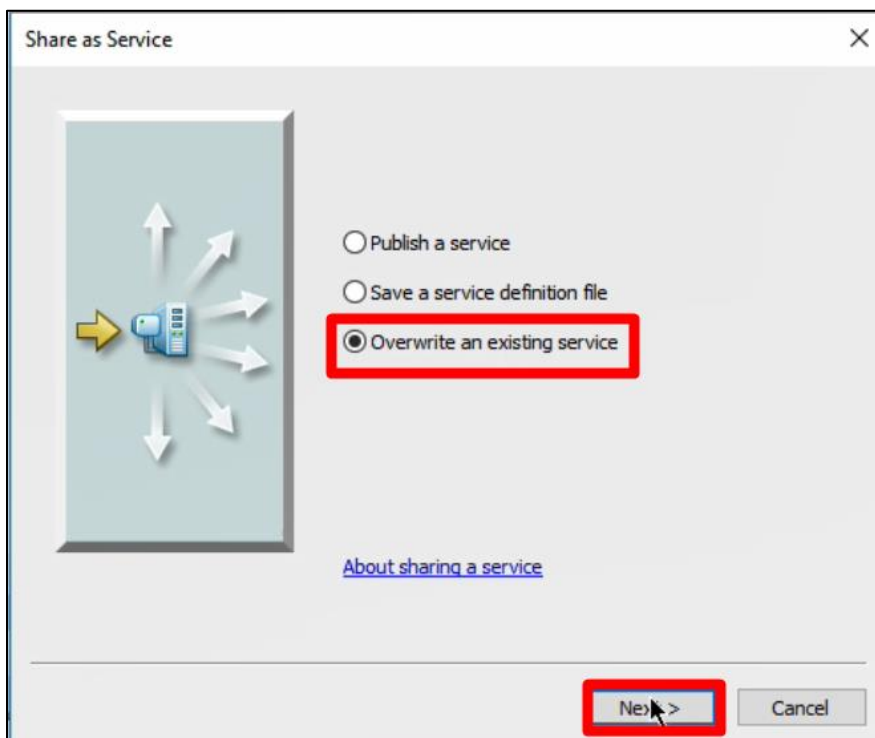 Share as Service
Publish a service
Save a service definition file
Overwrite an existing service
About sharing a service
Next >
Cancel